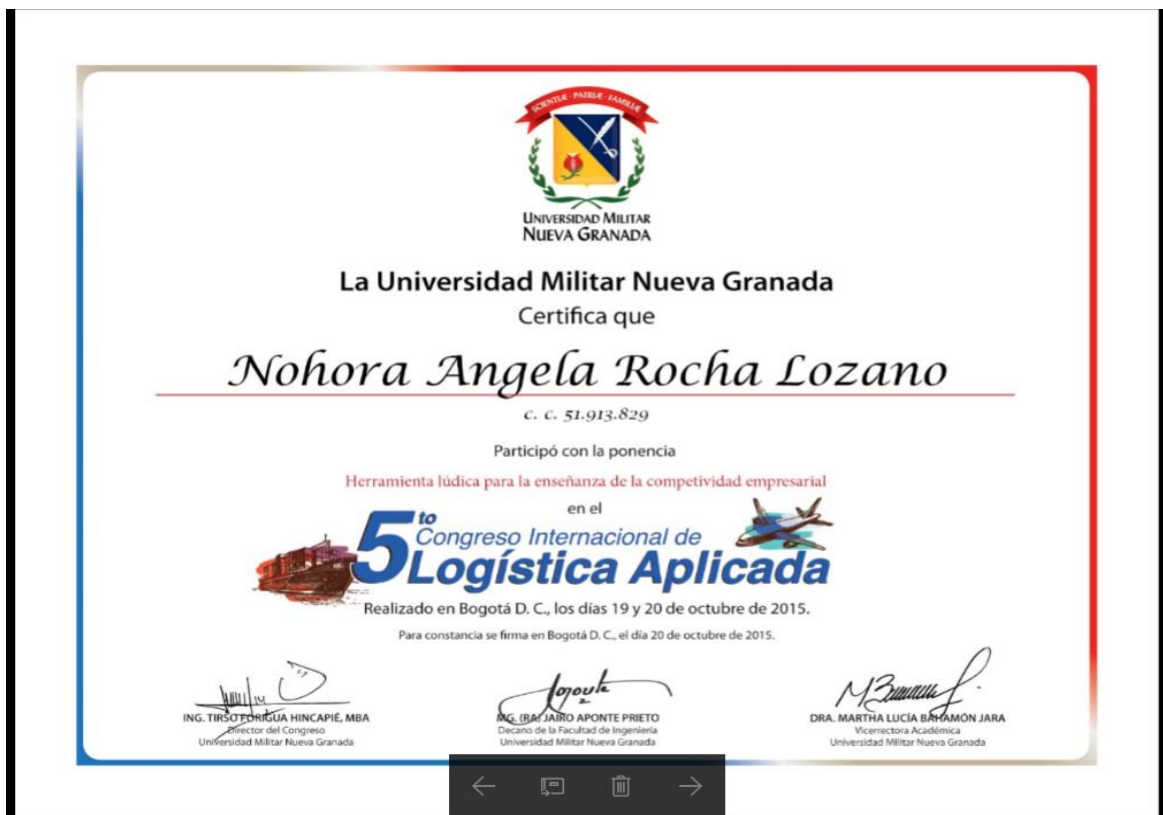 SCIENTIÆ · PATRIÆ · FAMILIÆ
UNIVERSIDAD MILITAR
NUEVA GRANADA
La Universidad Militar Nueva Granada
Certifica que
Nohora Angela Rocha Lozano
c. c. 51.913.829
Participó con la ponencia
Herramienta lúdica para la enseñanza de la competividad empresarial
en el
5to Congreso Internacional de
Logística Aplicada
Realizado en Bogotá D. C., los días 19 y 20 de octubre de 2015.
Para constancia se firma en Bogotá D. C., el día 20 de octubre de 2015.
ING. TIRSO FORIGUA HINCAPIÉ, MBA
Director del Congreso
Universidad Militar Nueva Granada
MG. (RA) JAIRO APONTE PRIETO
Decano de la Facultad de Ingeniería
Universidad Militar Nueva Granada
DRA. MARTHA LUCÍA BAHAMÓN JARA
Vicerrectora Académica
Universidad Militar Nueva Granada